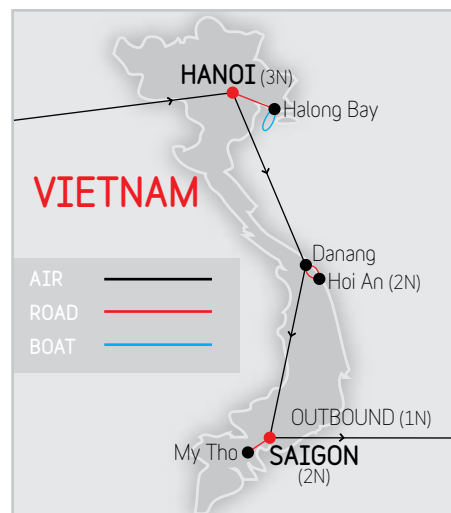 HANOI (3N)
Halong Bay
VIETNAM
Danang
Hoi An (2N)
AIR
ROAD
BOAT
OUTBOUND (1N)
My Tho
SAIGON
(2N)